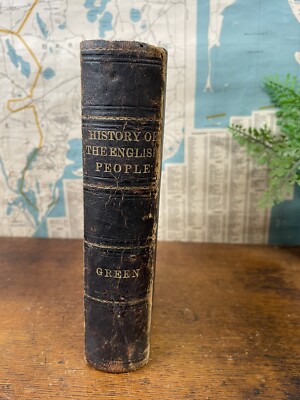 HISTORY OF
THE ENGLISH
PEOPLE
GREEN